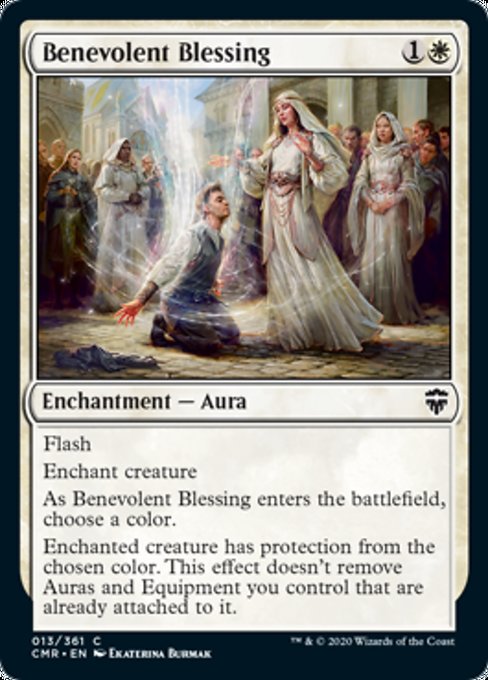 Benevolent Blessing 1
Enchantment — Aura
Flash
Enchant creature
As Benevolent Blessing enters the battlefield,
choose a color.
Enchanted creature has protection from the
chosen color. This effect doesn't remove
Auras and Equipment you control that are
already attached to it.
013/361 C
CMR • EN Ekaterina Burmak
™ & © 2020 Wizards of the Coast